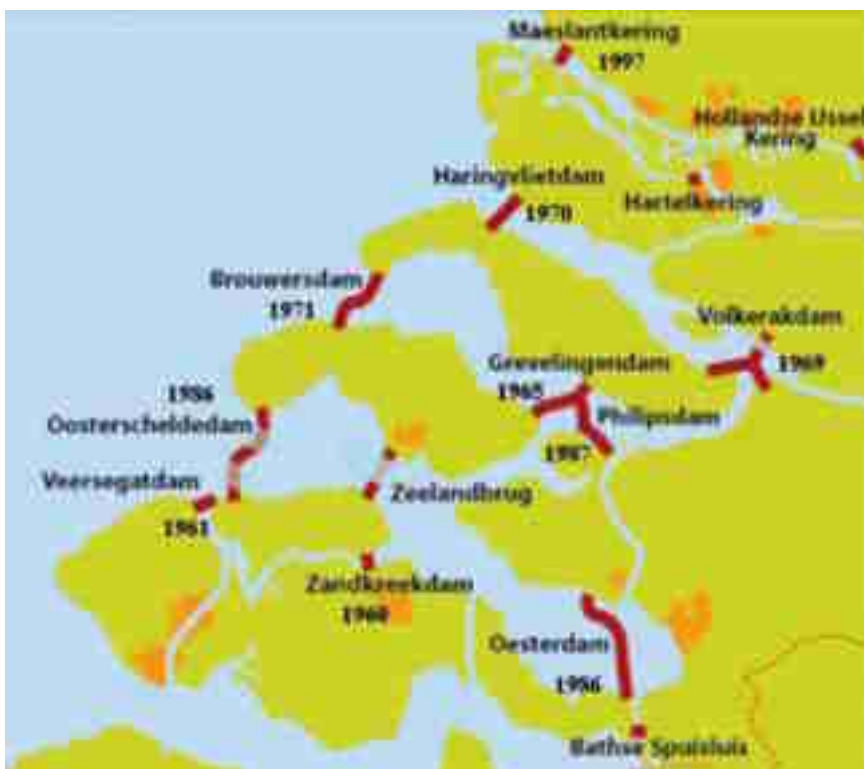 Maeslantkering
1997
Hollandse IJssel
Kering
Haringvlietdam
1970
Hartelkering
Brouwersdam
1971
Volkerakdam
1969
Grevelingendam
1965
1986
Oosterscheldedam
Philipsdam
1987
Veersegatdam
1961
Zeelandbrug
Zandkreekdam
1960
Oesterdam
1986
Bathse Spuisluis